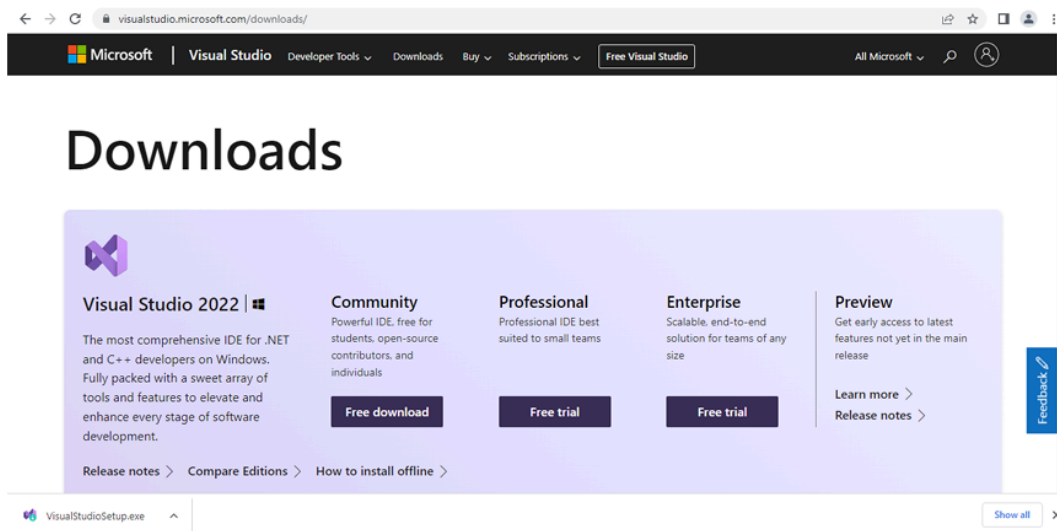 visualstudio.microsoft.com/downloads/
Microsoft | Visual Studio Developer Tools Downloads Buy Subscriptions Free Visual Studio All Microsoft
Downloads
Visual Studio 2022
The most comprehensive IDE for .NET
and C++ developers on Windows.
Fully packed with a sweet array of
tools and features to elevate and
enhance every stage of software
development.
Community
Powerful IDE, free for
students, open-source
contributors, and
individuals
Free download
Professional
Professional IDE best
suited to small teams
Free trial
Enterprise
Scalable, end-to-end
solution for teams of any
size
Free trial
Preview
Get early access to latest
features not yet in the main
release
Learn more
Release notes
Release notes Compare Editions How to install offline
Feedback
VisualStudioSetup.exe Show all